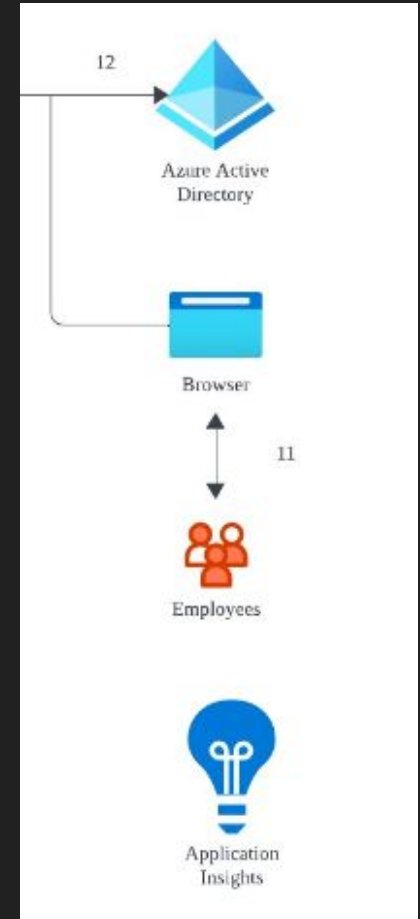 12
Azure Active
Directory
Browser
11
Employees
Application
Insights